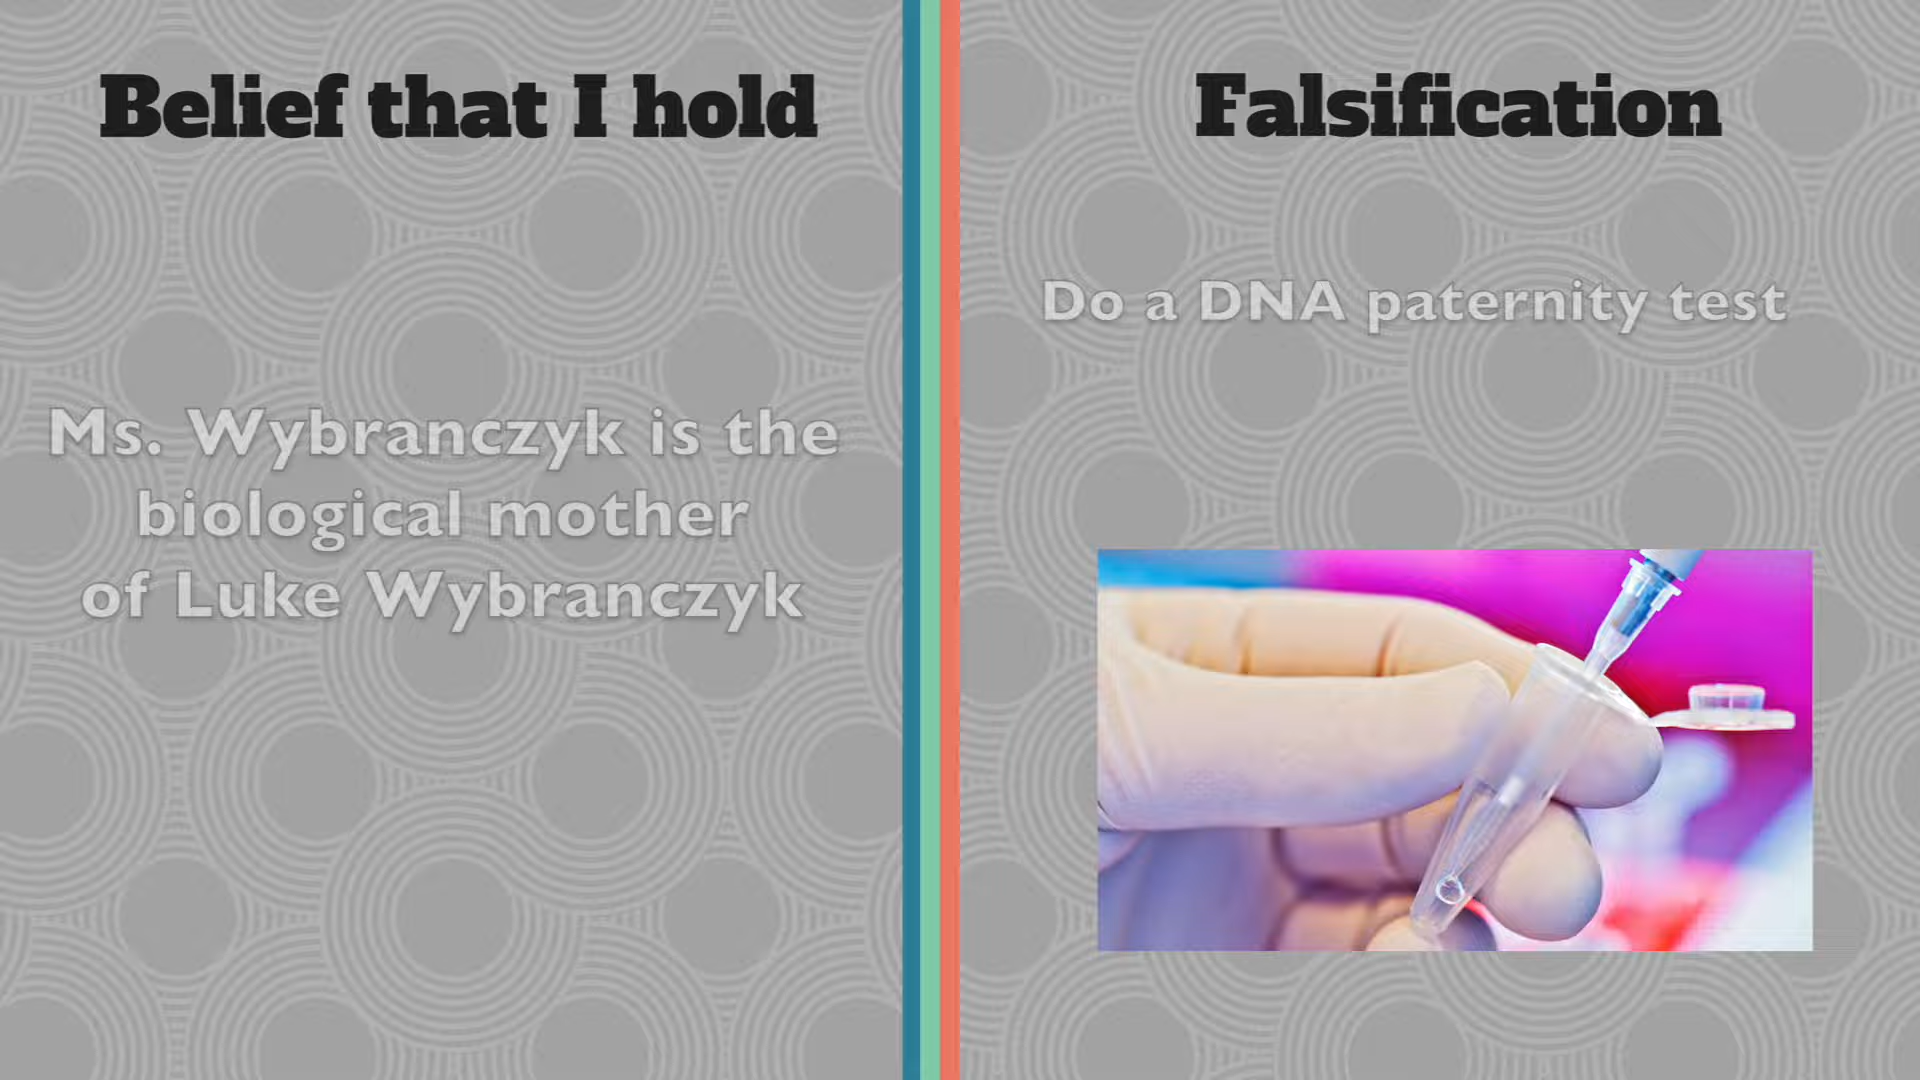 Belief that I hold
Ms. Wybranczyk is the
biological mother
of Luke Wybranczyk
Falsification
Do a DNA paternity test